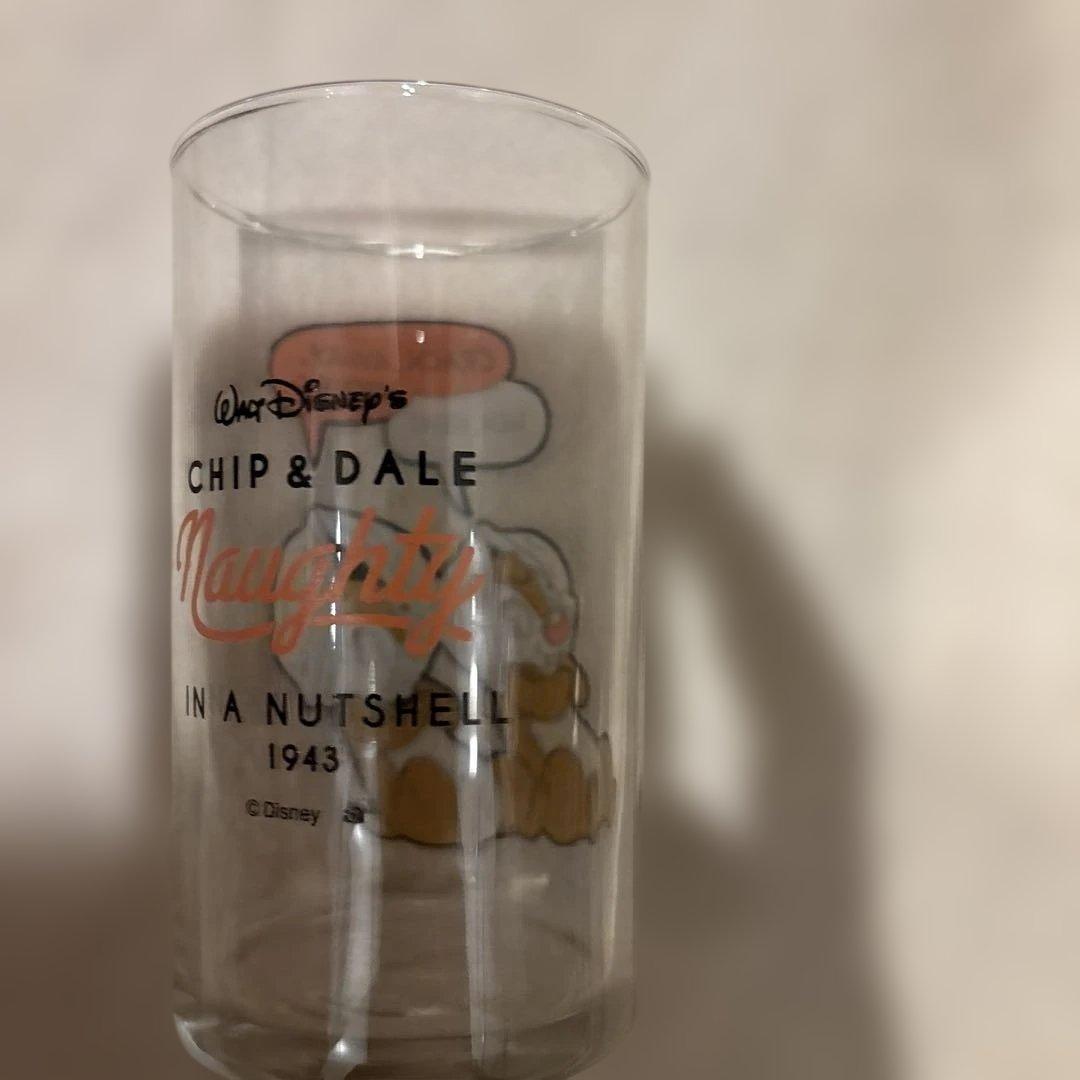 WALT DISNEY'S
CHIP & DALE
Naughty
IN A NUTSHELL
1943
© Disney